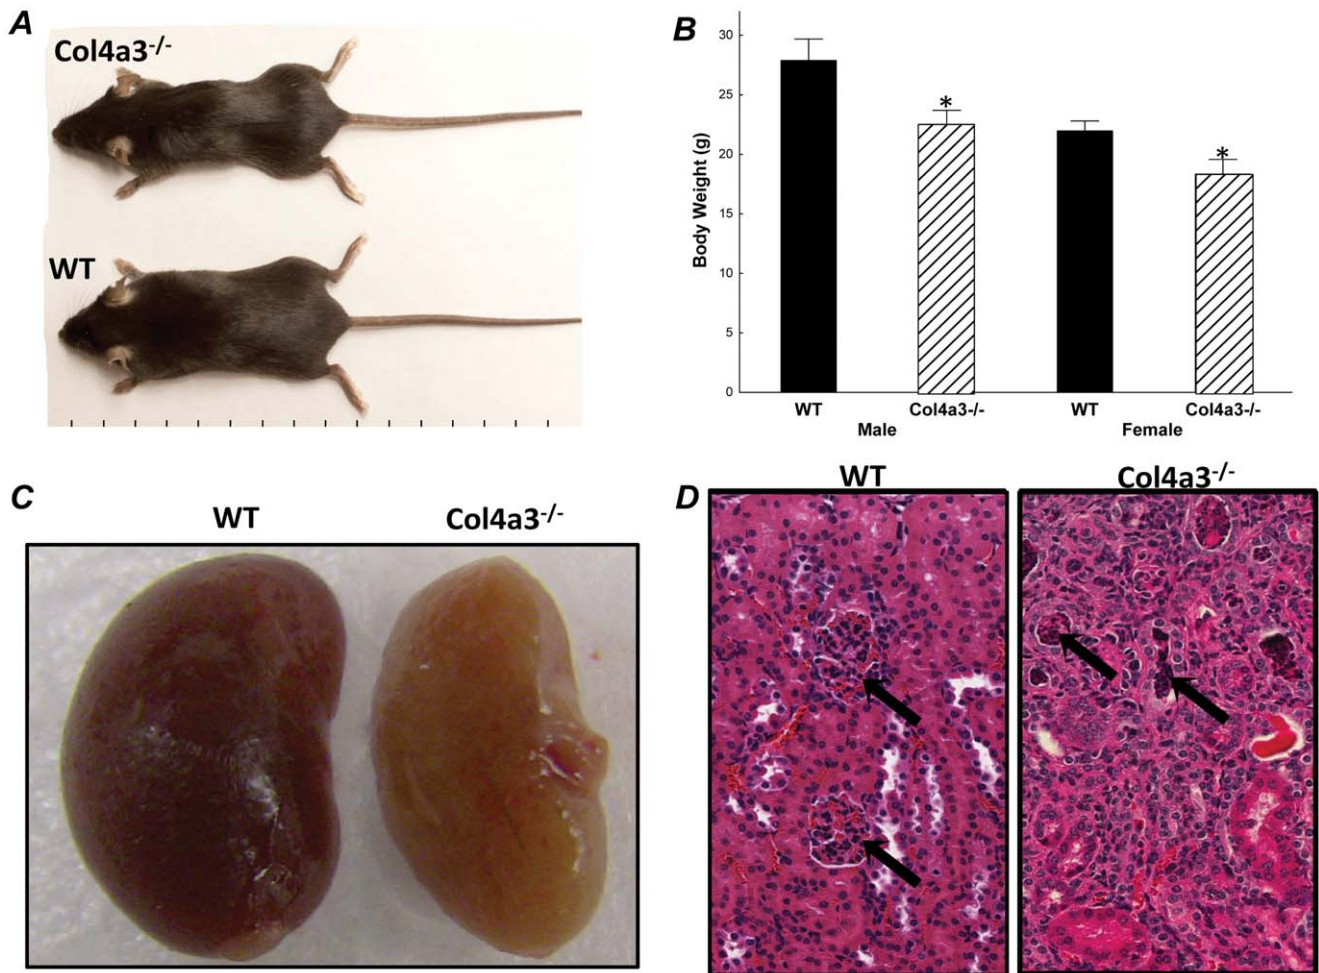 A
Col4a3-/-
WT
B
Body Weight (g)
30
25
20
15
10
5
0
*
*
WT
Col4a3-/-
WT
Col4a3-/-
Male
Female
C
WT
Col4a3-/-
D
WT
Col4a3-/-